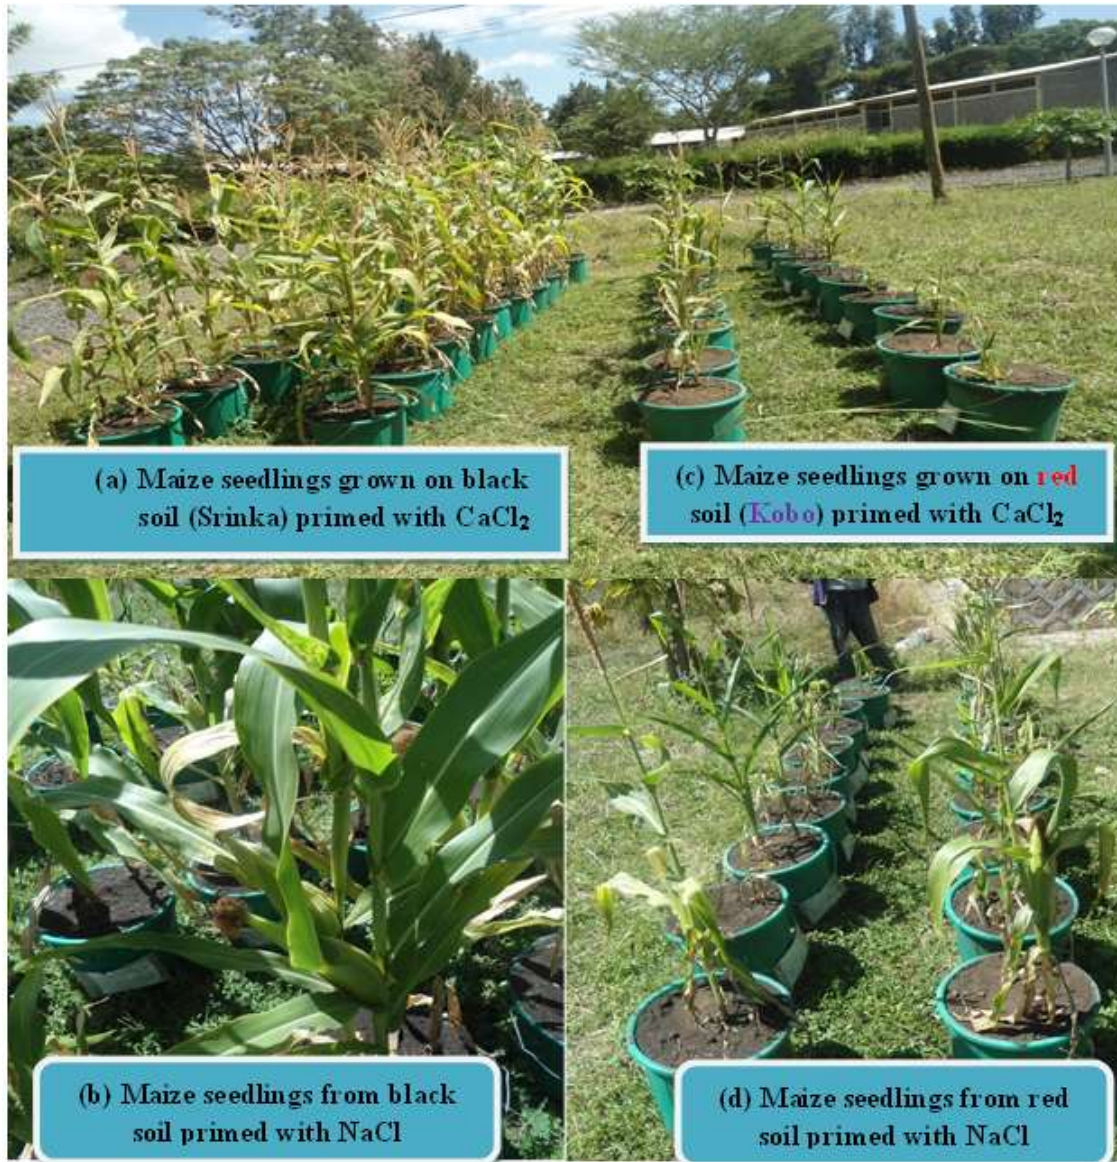 (a) Maize seedlings grown on black
soil (Srinka) primed with CaCl₂
(c) Maize seedlings grown on red
soil (Kobo) primed with CaCl₂
(b) Maize seedlings from black
soil primed with NaCl
(d) Maize seedlings from red
soil primed with NaCl